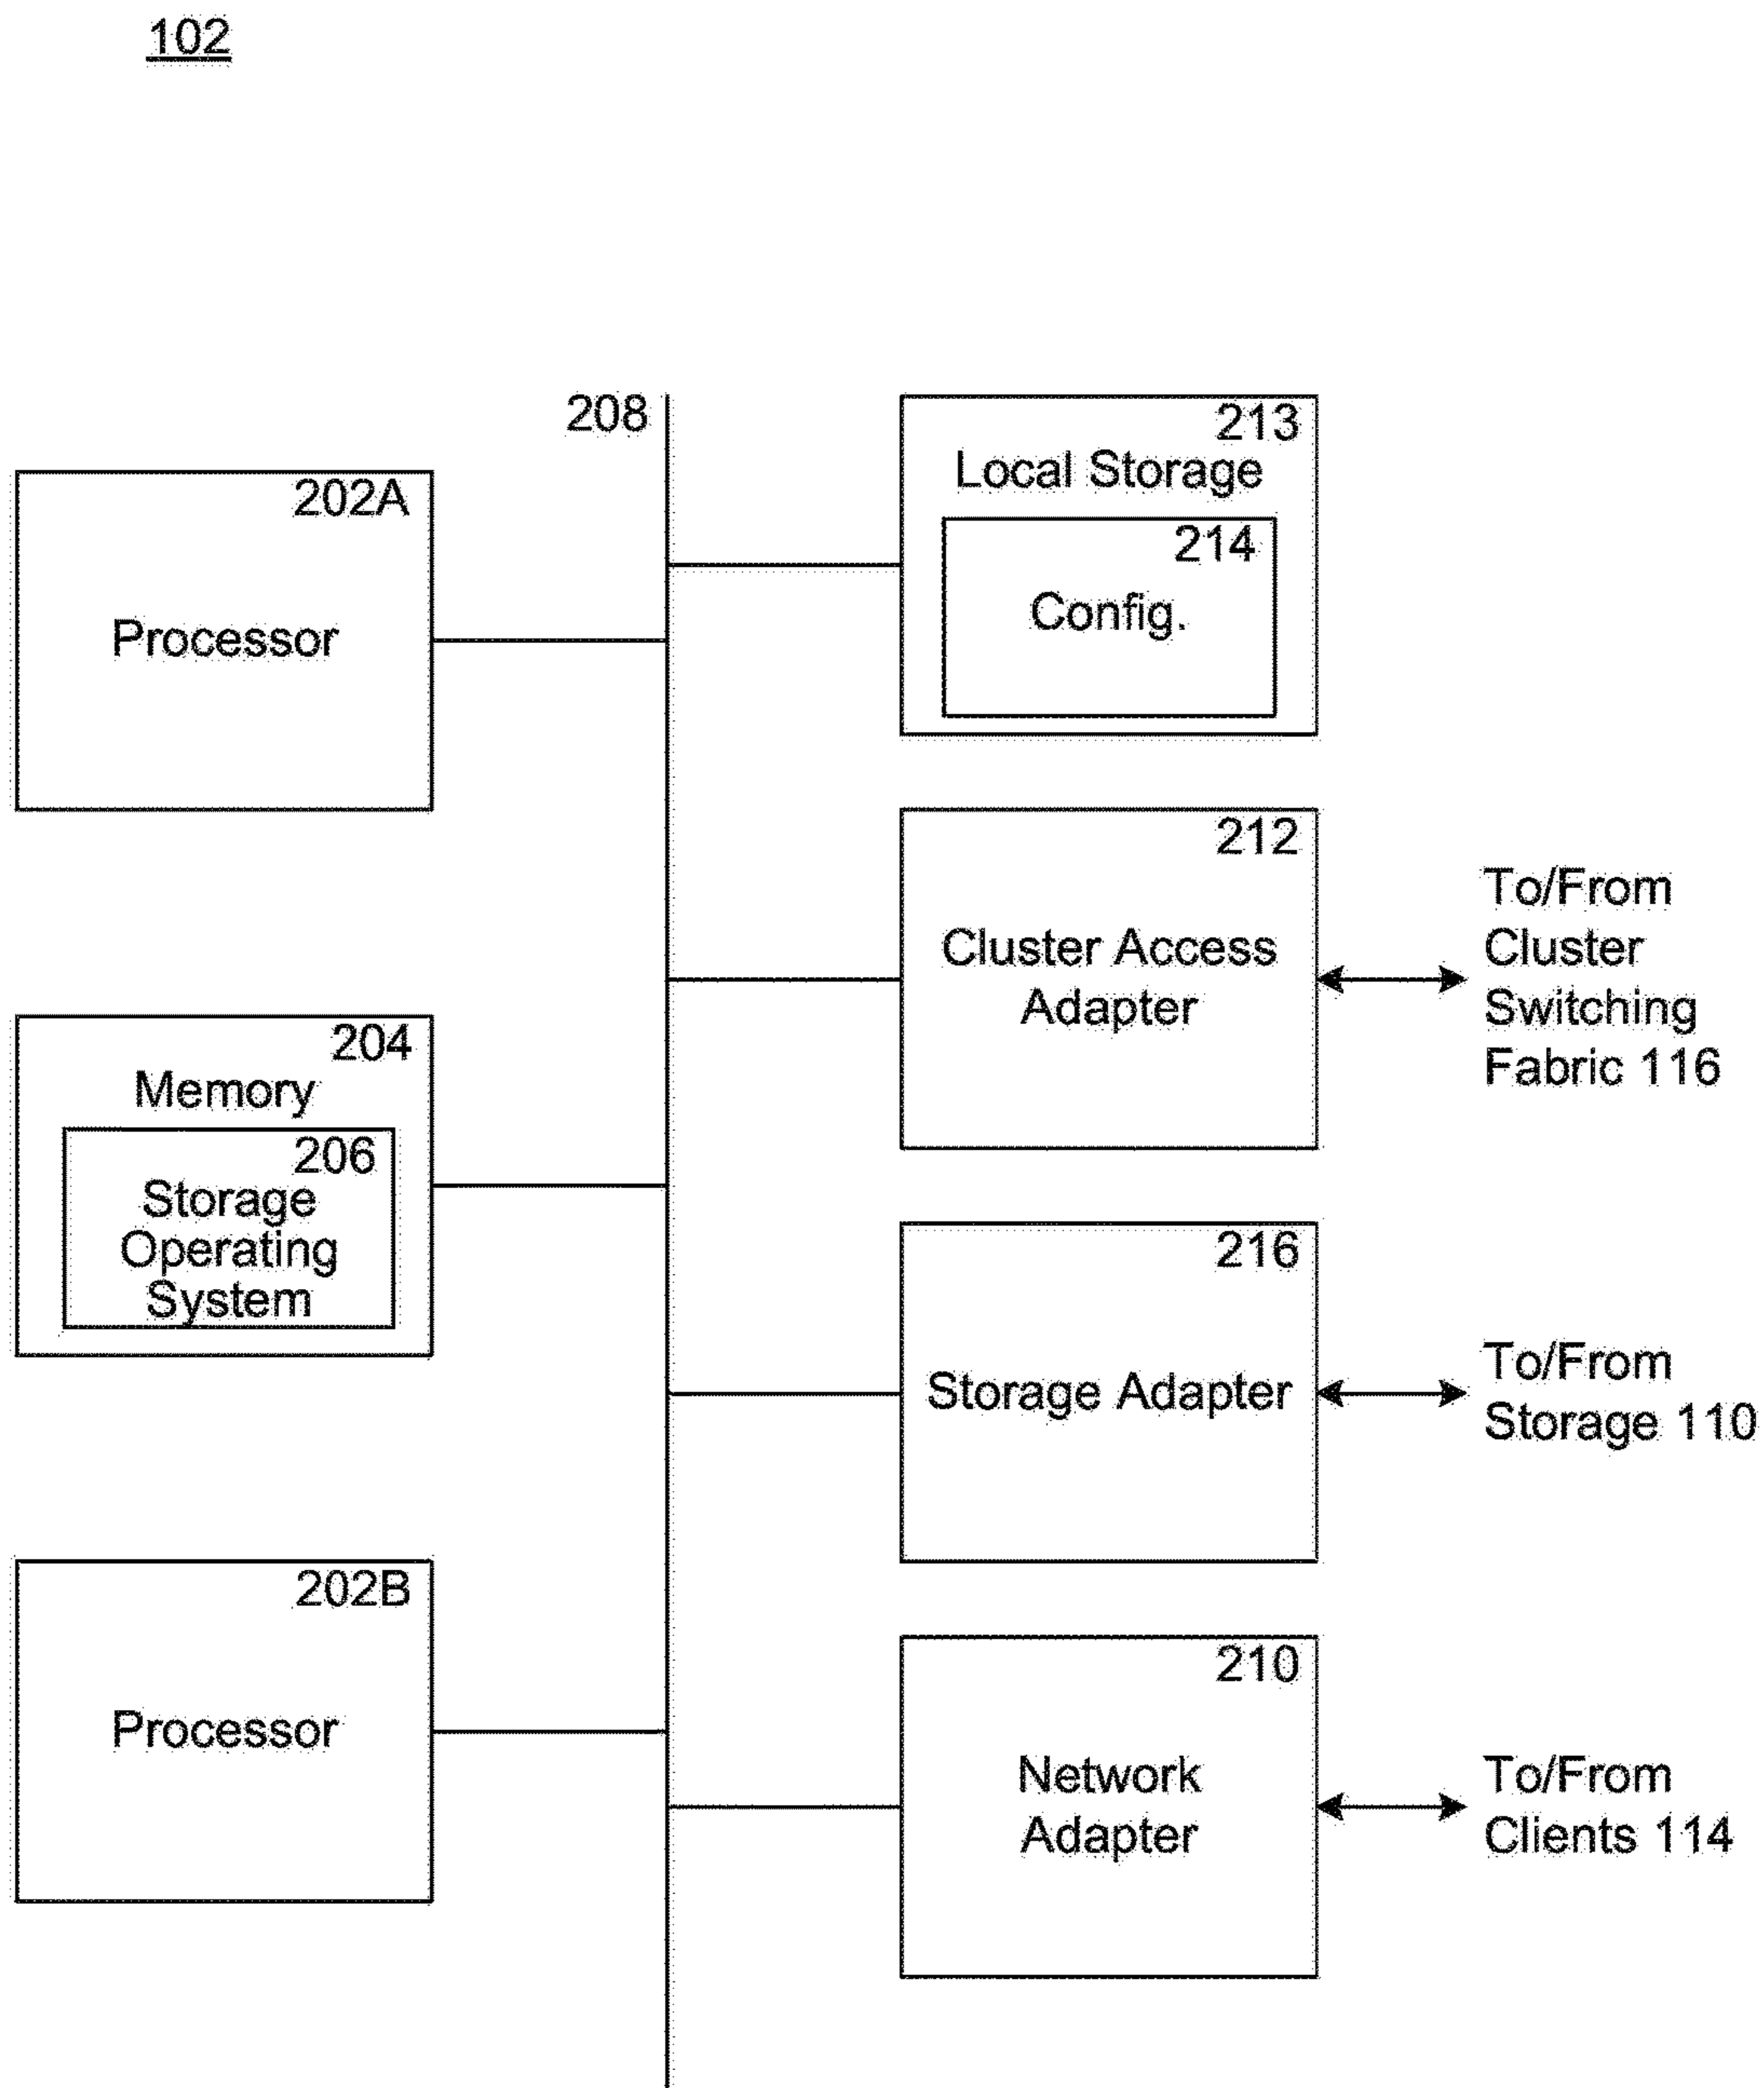 102
208
202A
Processor
204
Memory
206
Storage
Operating
System
202B
Processor
213
Local Storage
214
Config.
212
Cluster Access
Adapter
To/From
Cluster
Switching
Fabric 116
216
Storage Adapter
To/From
Storage 110
210
Network
Adapter
To/From
Clients 114